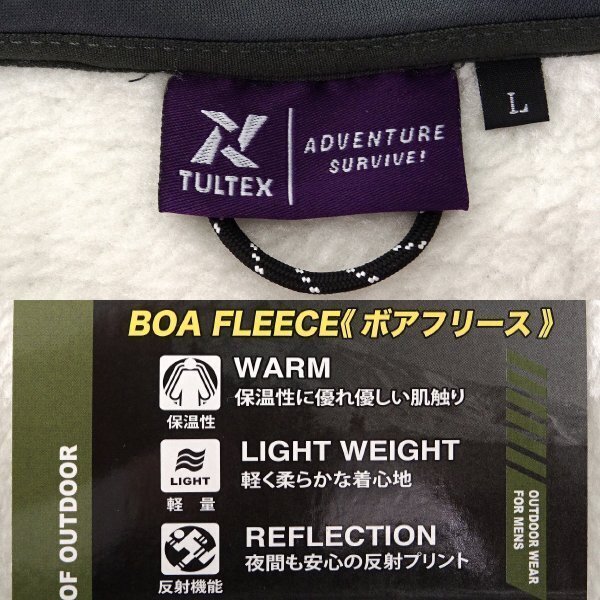 TULTEX
ADVENTURE
SURVIVE!
L
BOA FLEECE《ボアフリース》
WARM
保温性に優れ優しい肌触り
保温性
LIGHT WEIGHT
軽く柔らかな着心地
LIGHT
軽量
REFLECTION
夜間も安心の反射プリント
反射機能
OF OUTDOOR
OUTDOOR WEAR
FOR MENS